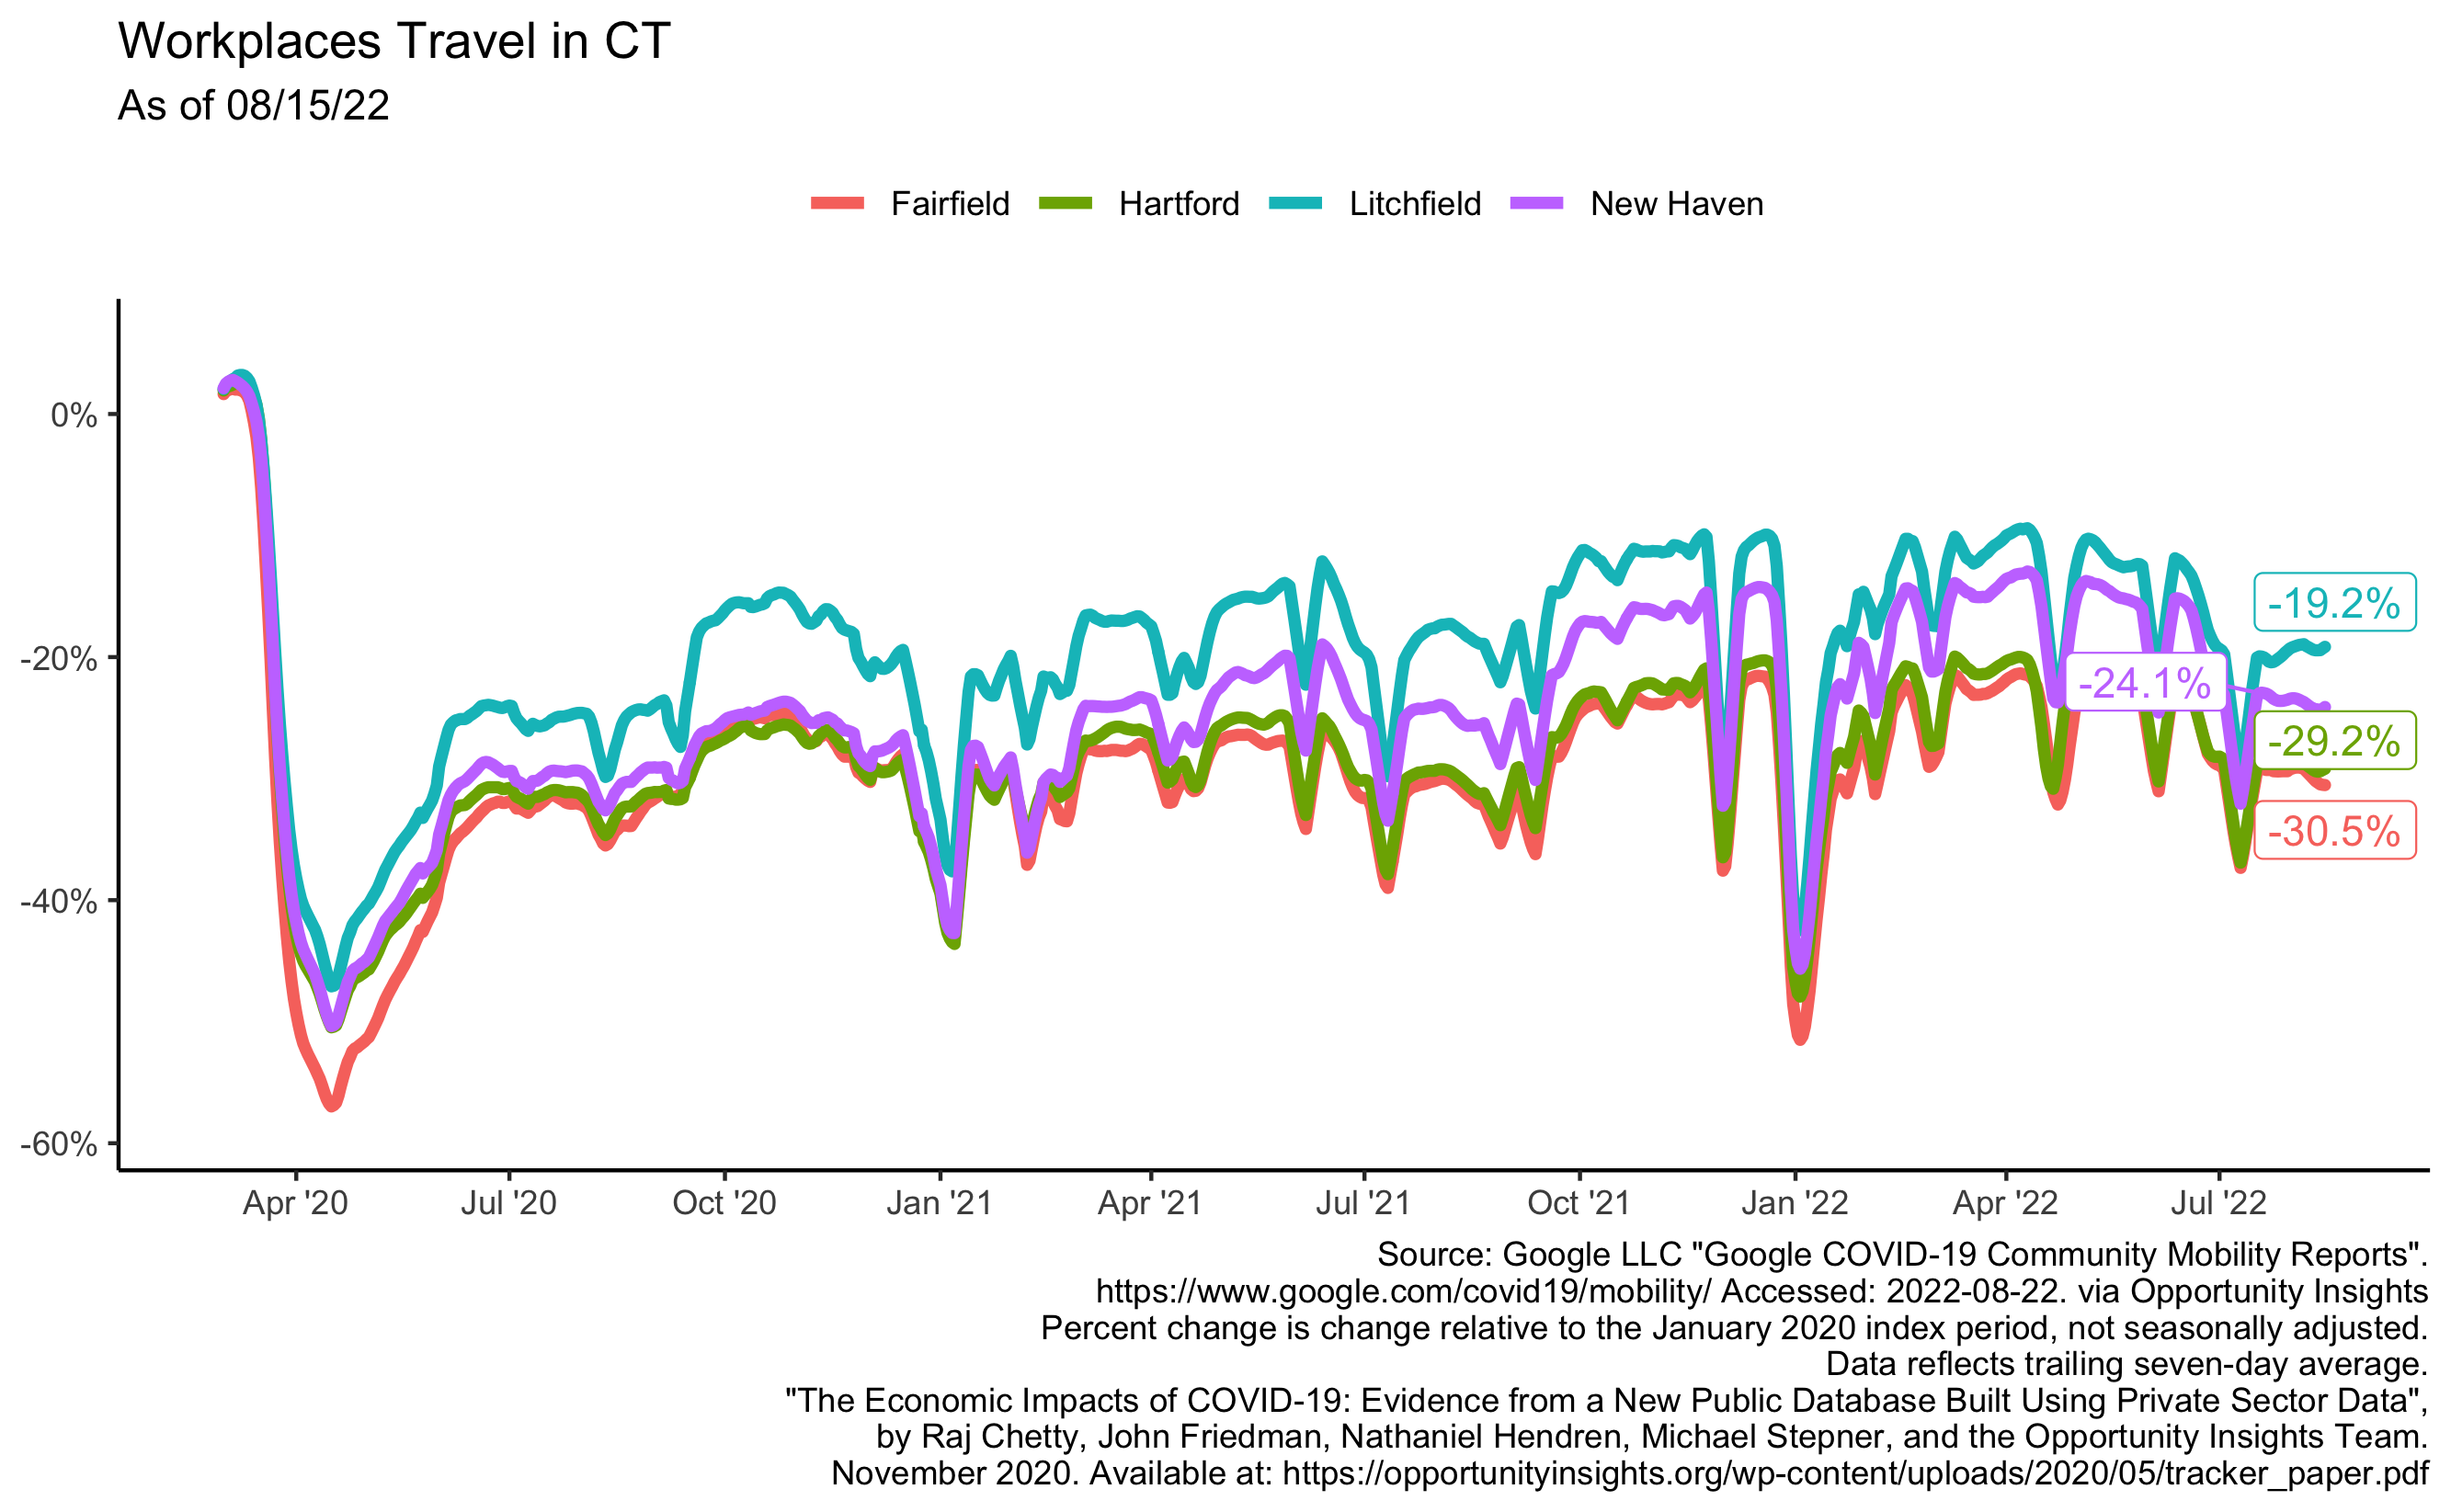 Workplaces Travel in CT
As of 08/15/22
Fairfield Hartford Litchfield New Haven
0%
-20%
-40%
-60%
-19.2%
-24.1%
-29.2%
-30.5%
Apr '20 Jul '20 Oct '20 Jan '21 Apr '21 Jul '21 Oct '21 Jan '22 Apr '22 Jul '22
Source: Google LLC "Google COVID-19 Community Mobility Reports".
https://www.google.com/covid19/mobility/ Accessed: 2022-08-22. via Opportunity Insights
Percent change is change relative to the January 2020 index period, not seasonally adjusted.
Data reflects trailing seven-day average.
"The Economic Impacts of COVID-19: Evidence from a New Public Database Built Using Private Sector Data",
by Raj Chetty, John Friedman, Nathaniel Hendren, Michael Stepner, and the Opportunity Insights Team.
November 2020. Available at: https://opportunityinsights.org/wp-content/uploads/2020/05/tracker_paper.pdf